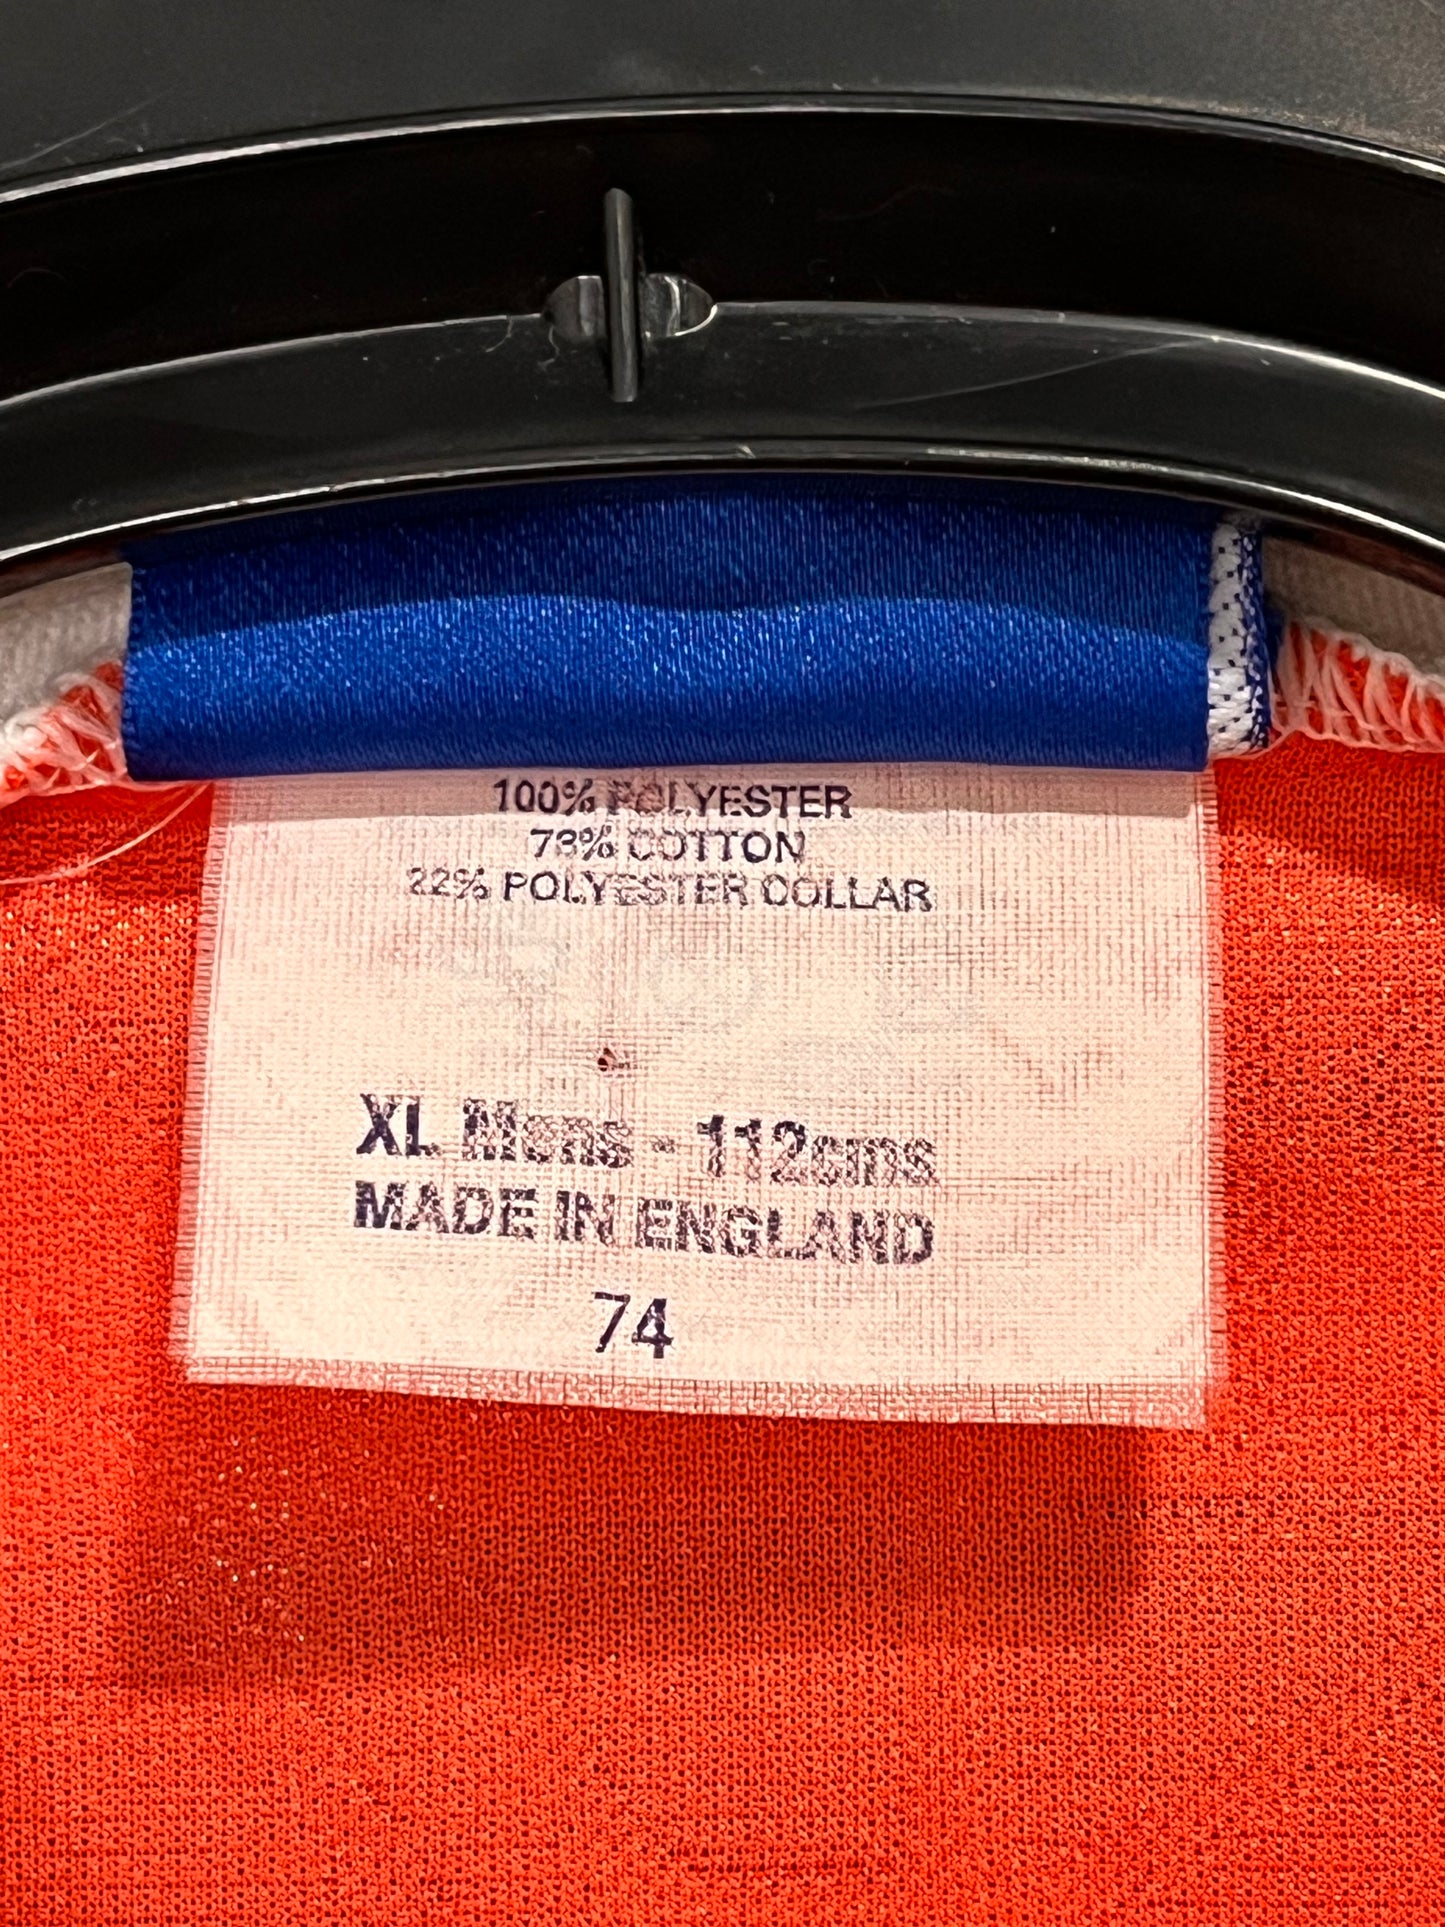 100% POLYESTER
78% COTTON
22% POLYESTER COLLAR
XL Mens - 112cms
MADE IN ENGLAND
74